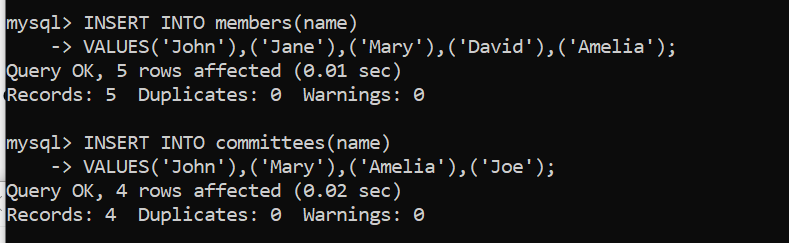 mysql> INSERT INTO members(name)
    -> VALUES('John'),('Jane'),('Mary'),('David'),('Amelia');
Query OK, 5 rows affected (0.01 sec)
Records: 5  Duplicates: 0  Warnings: 0

mysql> INSERT INTO committees(name)
    -> VALUES('John'),('Mary'),('Amelia'),('Joe');
Query OK, 4 rows affected (0.02 sec)
Records: 4  Duplicates: 0  Warnings: 0